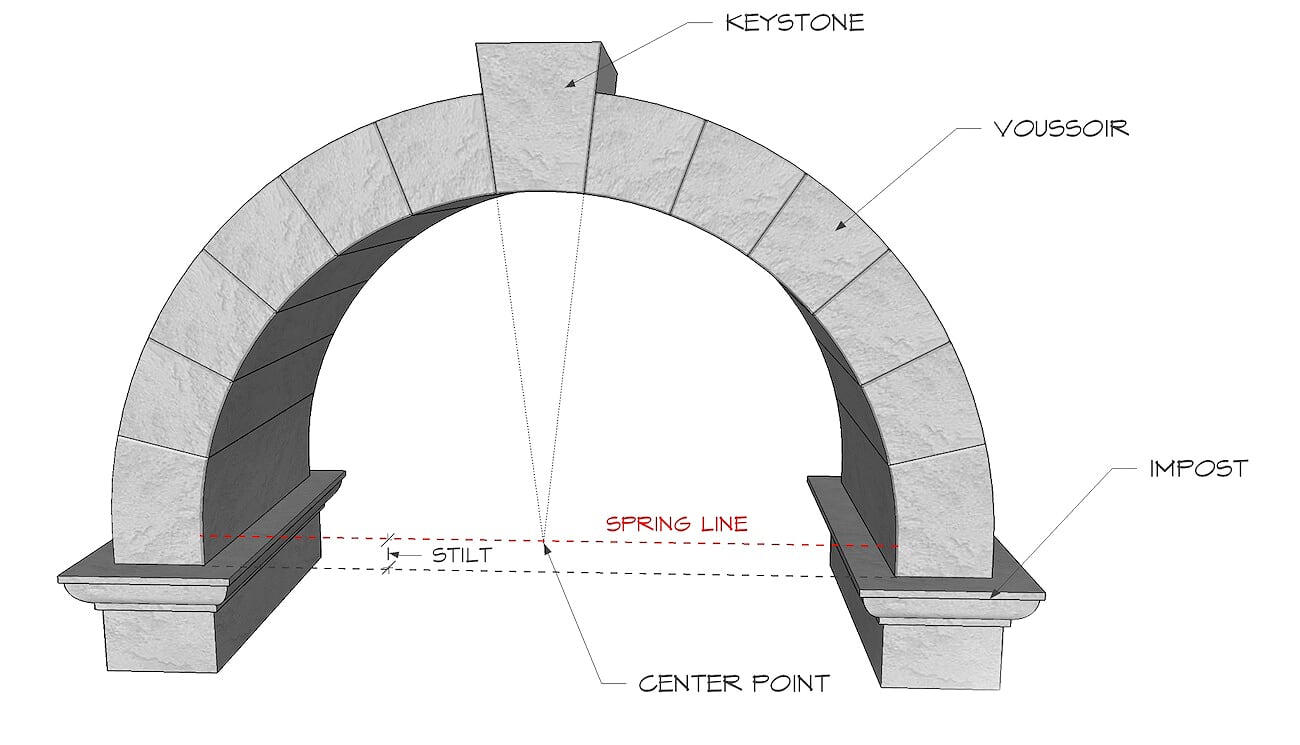 KEYSTONE
VOUSSOIR
IMPOST
SPRING LINE
STILT
CENTER POINT